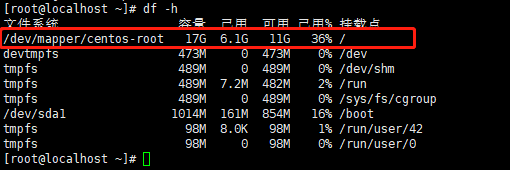 [root@localhost ~]# df -h
文件系统 容量 已用 可用 已用% 挂载点
/dev/mapper/centos-root 17G 6.1G 11G 36% /
devtmpfs 473M 0 473M 0% /dev
tmpfs 489M 0 489M 0% /dev/shm
tmpfs 489M 7.2M 482M 2% /run
tmpfs 489M 0 489M 0% /sys/fs/cgroup
/dev/sda1 1014M 161M 854M 16% /boot
tmpfs 98M 8.0K 98M 1% /run/user/42
tmpfs 98M 0 98M 0% /run/user/0
[root@localhost ~]#